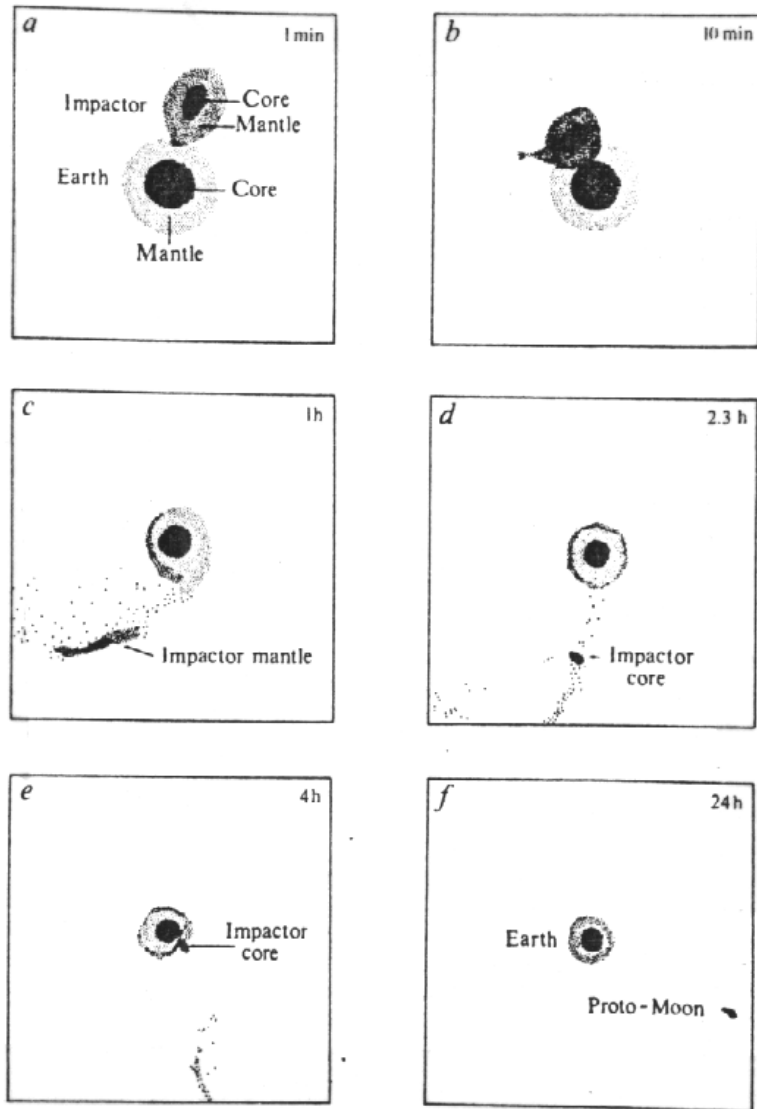 a
1 min
Impactor
Core
Mantle
Earth
Core
Mantle
b
10 min
c
1h
Impactor mantle
d
2.3 h
Impactor
core
e
4h
Impactor
core
f
24h
Earth
Proto-Moon